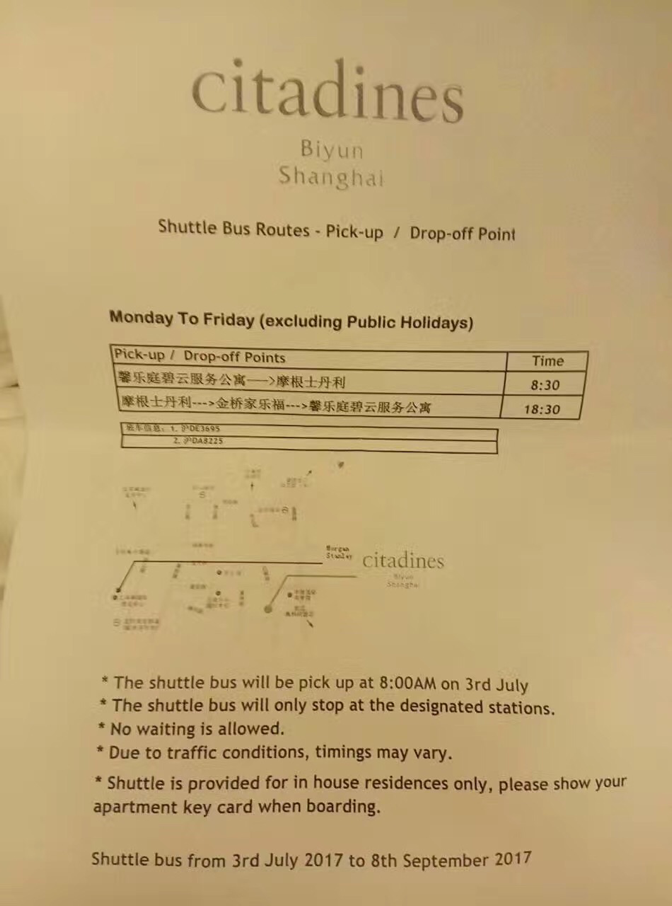 citadines
Biyun
Shanghai
Shuttle Bus Routes - Pick-up / Drop-off Point
Monday To Friday (excluding Public Holidays)
Pick-up / Drop-off Points Time
馨乐庭碧云服务公寓--->摩根士丹利 8:30
摩根士丹利--->金桥家乐福--->馨乐庭碧云服务公寓 18:30
班车信息: 1. 沪DE3695
2. 沪DA8225
Morgan
Stanley
citadines
Biyun
Shanghai
* The shuttle bus will be pick up at 8:00AM on 3rd July
* The shuttle bus will only stop at the designated stations.
* No waiting is allowed.
* Due to traffic conditions, timings may vary.
* Shuttle is provided for in house residences only, please show your
apartment key card when boarding.
Shuttle bus from 3rd July 2017 to 8th September 2017